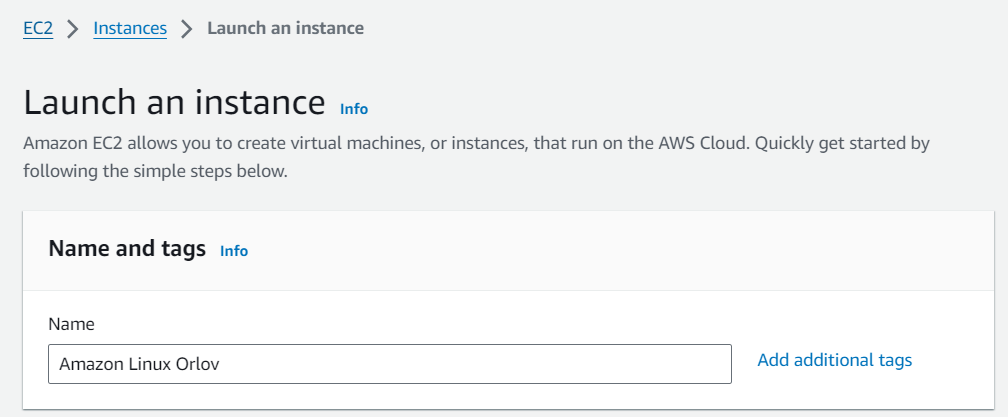 EC2 > Instances > Launch an instance
Launch an instance Info
Amazon EC2 allows you to create virtual machines, or instances, that run on the AWS Cloud. Quickly get started by
following the simple steps below.
Name and tags Info
Name
Amazon Linux Orlov
Add additional tags